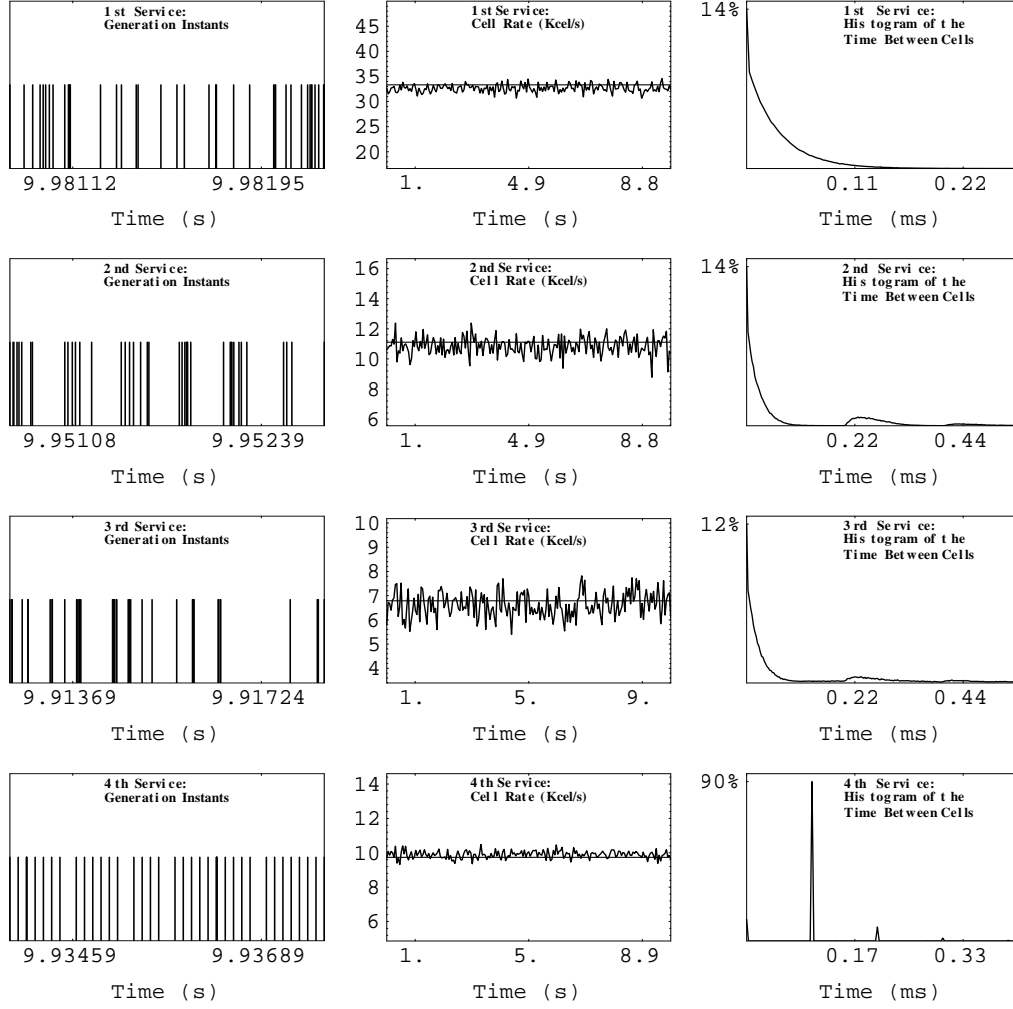 1st Service:
Generation Instants
9.98112 9.98195
Time (s)
1st Service:
Cell Rate (Kcel/s)
45
40
35
30
25
20
1. 4.9 8.8
Time (s)
14%
1st Service:
Histogram of the
Time Between Cells
0.11 0.22
Time (ms)
2nd Service:
Generation Instants
9.95108 9.95239
Time (s)
2nd Service:
Cell Rate (Kcel/s)
16
14
12
10
8
6
1. 4.9 8.8
Time (s)
14%
2nd Service:
Histogram of the
Time Between Cells
0.22 0.44
Time (ms)
3rd Service:
Generation Instants
9.91369 9.91724
Time (s)
3rd Service:
Cell Rate (Kcel/s)
10
9
8
7
6
5
4
1. 5. 9.
Time (s)
12%
3rd Service:
Histogram of the
Time Between Cells
0.22 0.44
Time (ms)
4th Service:
Generation Instants
9.93459 9.93689
Time (s)
4th Service:
Cell Rate (Kcel/s)
14
12
10
8
6
1. 5. 8.9
Time (s)
90%
4th Service:
Histogram of the
Time Between Cells
0.17 0.33
Time (ms)